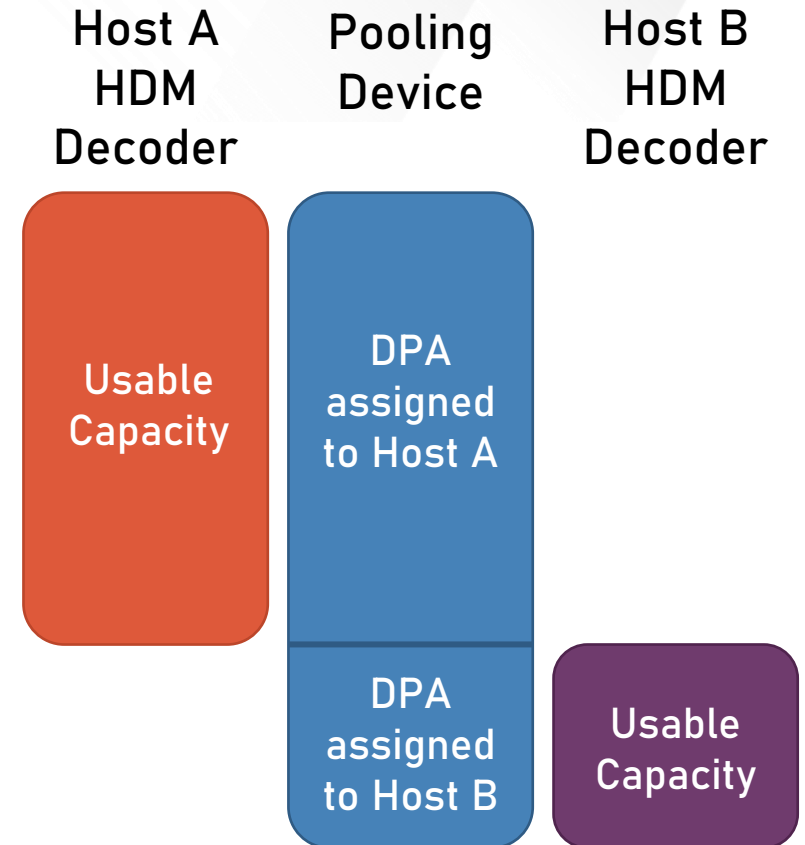 Host A
HDM
Decoder
Pooling
Device
Host B
HDM
Decoder
Usable
Capacity
DPA
assigned
to Host A
DPA
assigned
to Host B
Usable
Capacity